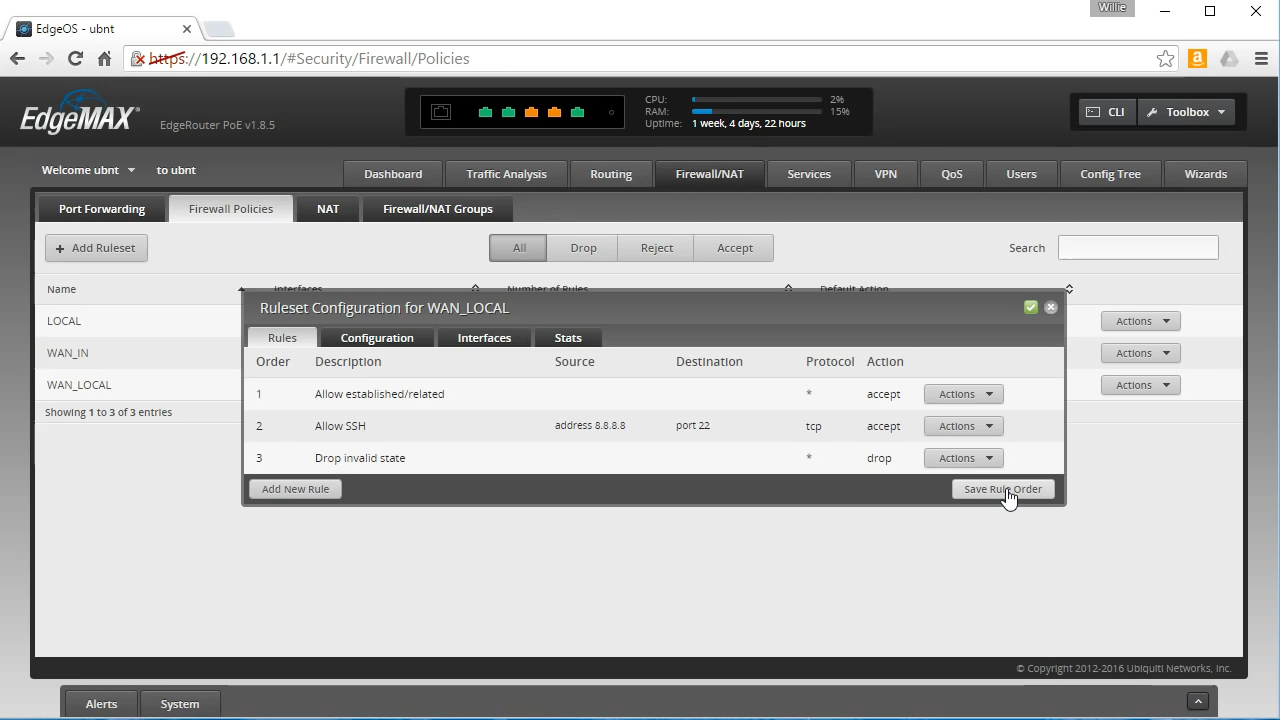 Willie
EdgeOS - ubnt
https://192.168.1.1/#Security/Firewall/Policies
EdgeMAX®
EdgeRouter PoE v1.8.5
CPU: 2%
RAM: 15%
Uptime: 1 week, 4 days, 22 hours
CLI
Toolbox
Welcome ubnt to ubnt
Dashboard Traffic Analysis Routing Firewall/NAT Services VPN QoS Users Config Tree Wizards
Port Forwarding Firewall Policies NAT Firewall/NAT Groups
+ Add Ruleset All Drop Reject Accept Search
Name Interfaces Number of Rules Default Action
LOCAL Actions
WAN_IN Actions
WAN_LOCAL Actions
Showing 1 to 3 of 3 entries
Ruleset Configuration for WAN_LOCAL
Rules Configuration Interfaces Stats
Order Description Source Destination Protocol Action
1 Allow established/related * accept Actions
2 Allow SSH address 8.8.8.8 port 22 tcp accept Actions
3 Drop invalid state * drop Actions
Add New Rule Save Rule Order
© Copyright 2012-2016 Ubiquiti Networks, Inc.
Alerts System